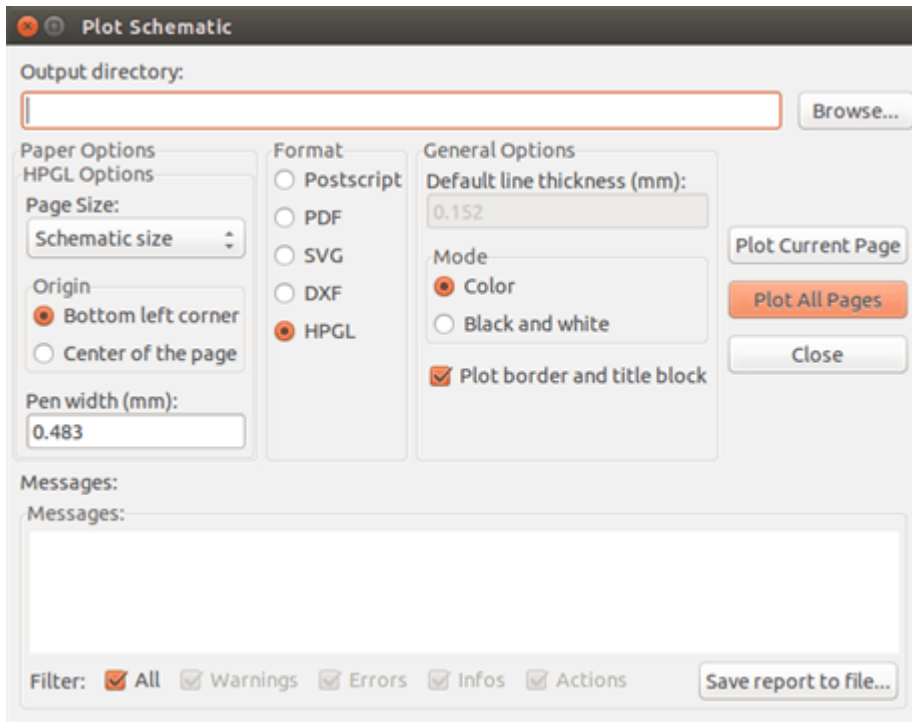 Plot Schematic
Output directory:
Browse...
Paper Options
HPGL Options
Page Size:
Schematic size
Origin
Bottom left corner
Center of the page
Pen width (mm):
0.483
Format
Postscript
PDF
SVG
DXF
HPGL
General Options
Default line thickness (mm):
0.152
Mode
Color
Black and white
Plot border and title block
Plot Current Page
Plot All Pages
Close
Messages:
Messages:
Filter: All Warnings Errors Infos Actions
Save report to file...